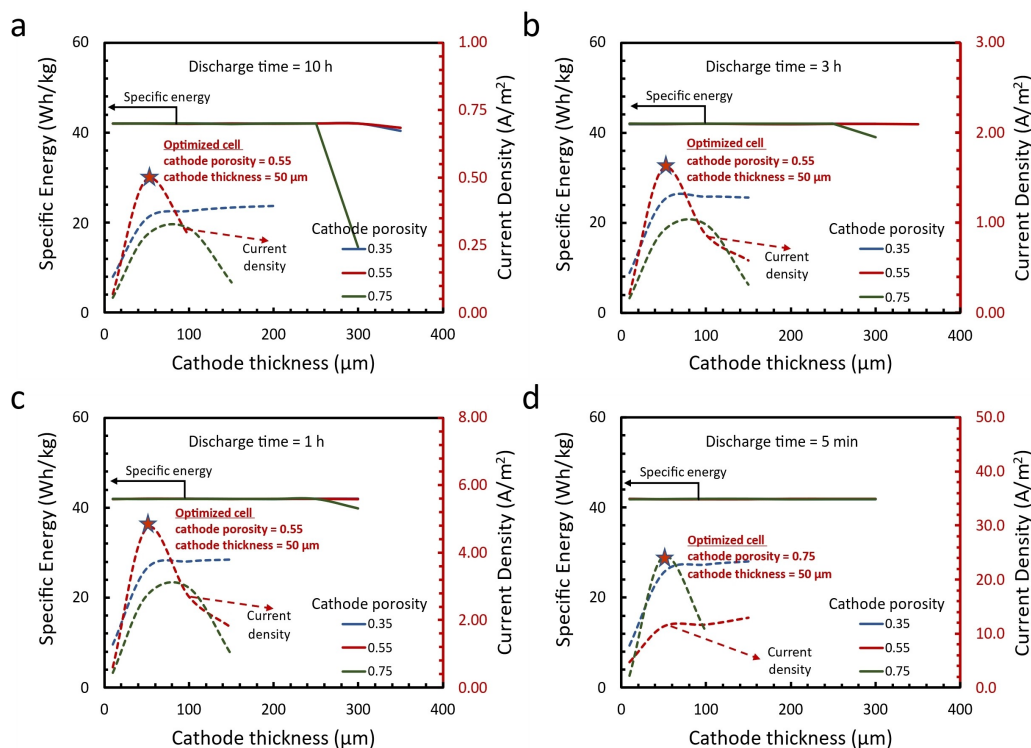 a
60
40
20
0
Specific Energy (Wh/kg)
Discharge time = 10 h
Specific energy
Optimized cell
cathode porosity = 0.55
cathode thickness = 50 µm
Current
density
Cathode porosity
0.35
0.55
0.75
1.00
0.75
0.50
0.25
0.00
Current Density (A/m²)
0 100 200 300 400
Cathode thickness (µm)
b
60
40
20
0
Specific Energy (Wh/kg)
Discharge time = 3 h
Specific energy
Optimized cell
cathode porosity = 0.55
cathode thickness = 50 µm
Current
density
Cathode porosity
0.35
0.55
0.75
3.00
2.00
1.00
0.00
Current Density (A/m²)
0 100 200 300 400
Cathode thickness (µm)
c
60
40
20
0
Specific Energy (Wh/kg)
Discharge time = 1 h
Specific energy
Optimized cell
cathode porosity = 0.55
cathode thickness = 50 µm
Current
density
Cathode porosity
0.35
0.55
0.75
8.00
6.00
4.00
2.00
0.00
Current Density (A/m²)
0 100 200 300 400
Cathode thickness (µm)
d
60
40
20
0
Specific Energy (Wh/kg)
Discharge time = 5 min
Specific energy
Optimized cell
cathode porosity = 0.75
cathode thickness = 50 µm
Current
density
Cathode porosity
0.35
0.55
0.75
50.0
40.0
30.0
20.0
10.0
0.0
Current Density (A/m²)
0 100 200 300 400
Cathode thickness (µm)